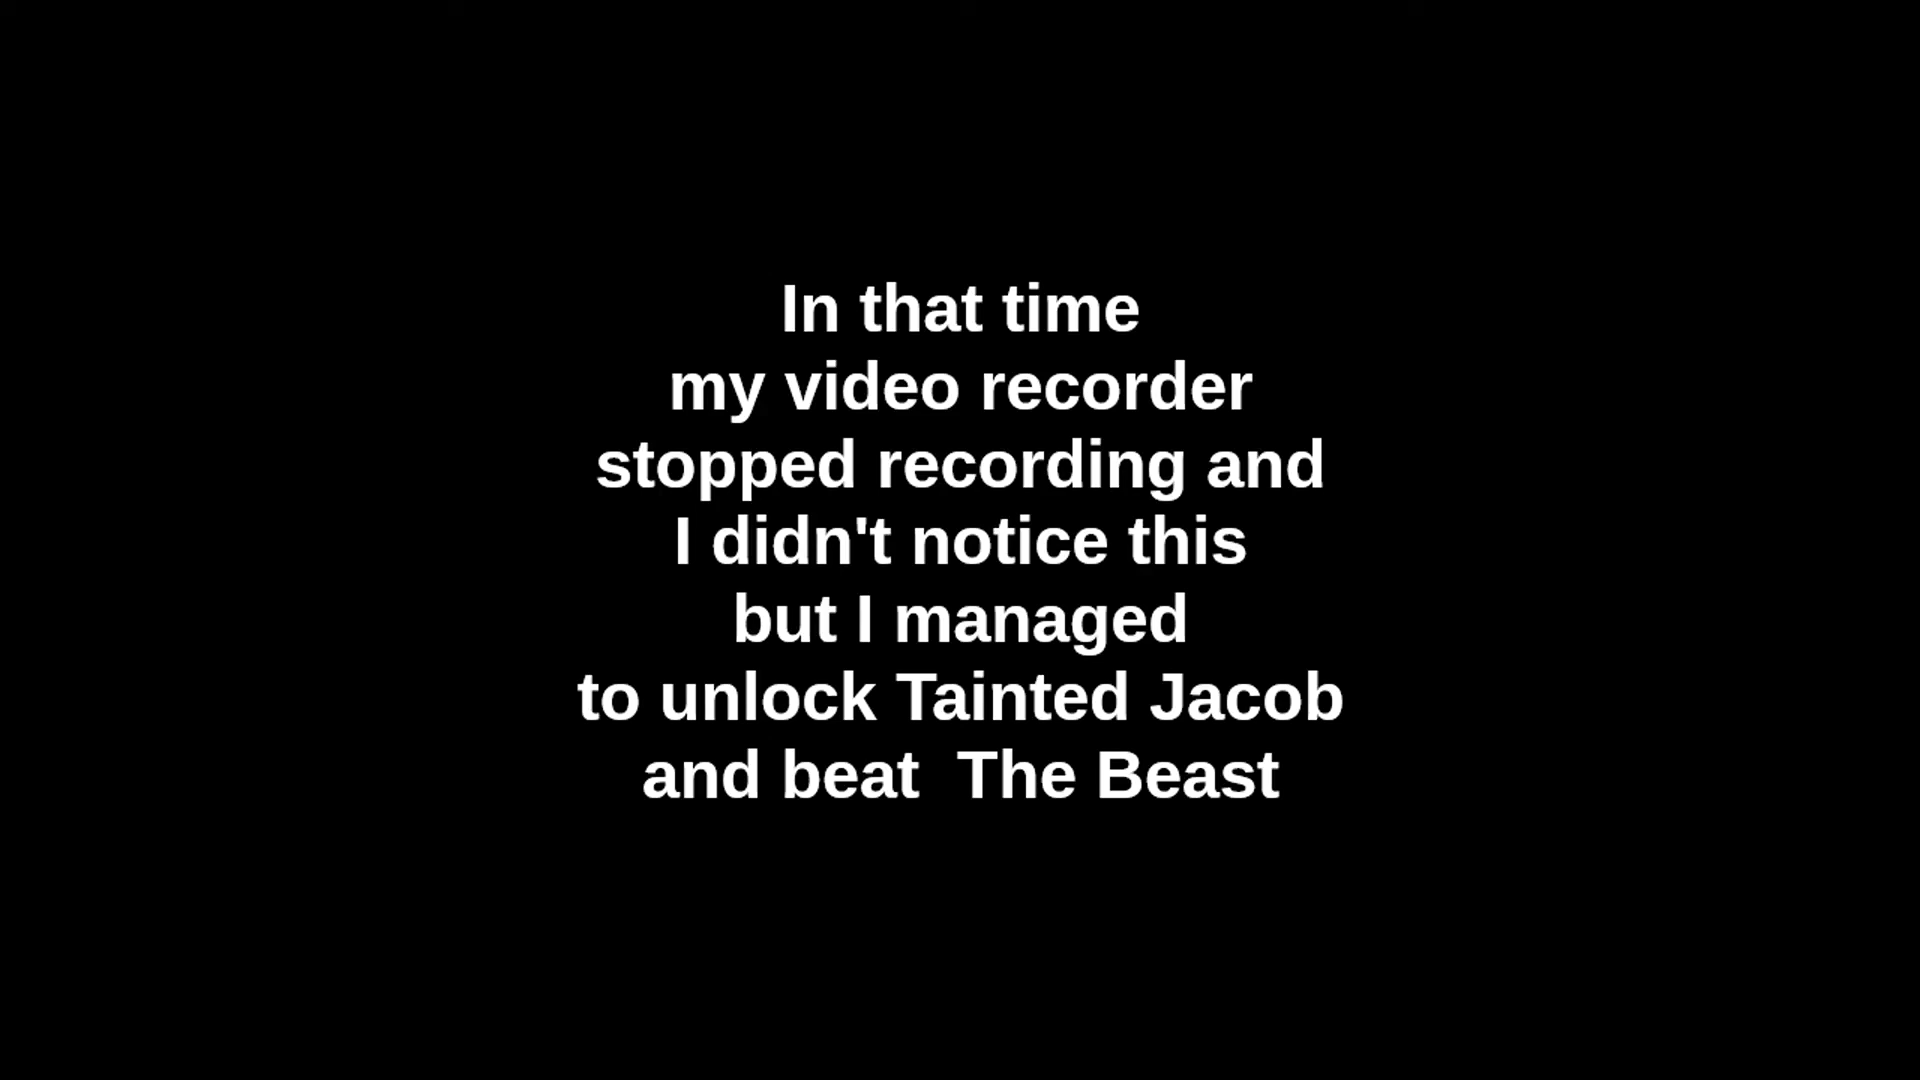 In that time
my video recorder
stopped recording and
I didn't notice this
but I managed
to unlock Tainted Jacob
and beat  The Beast